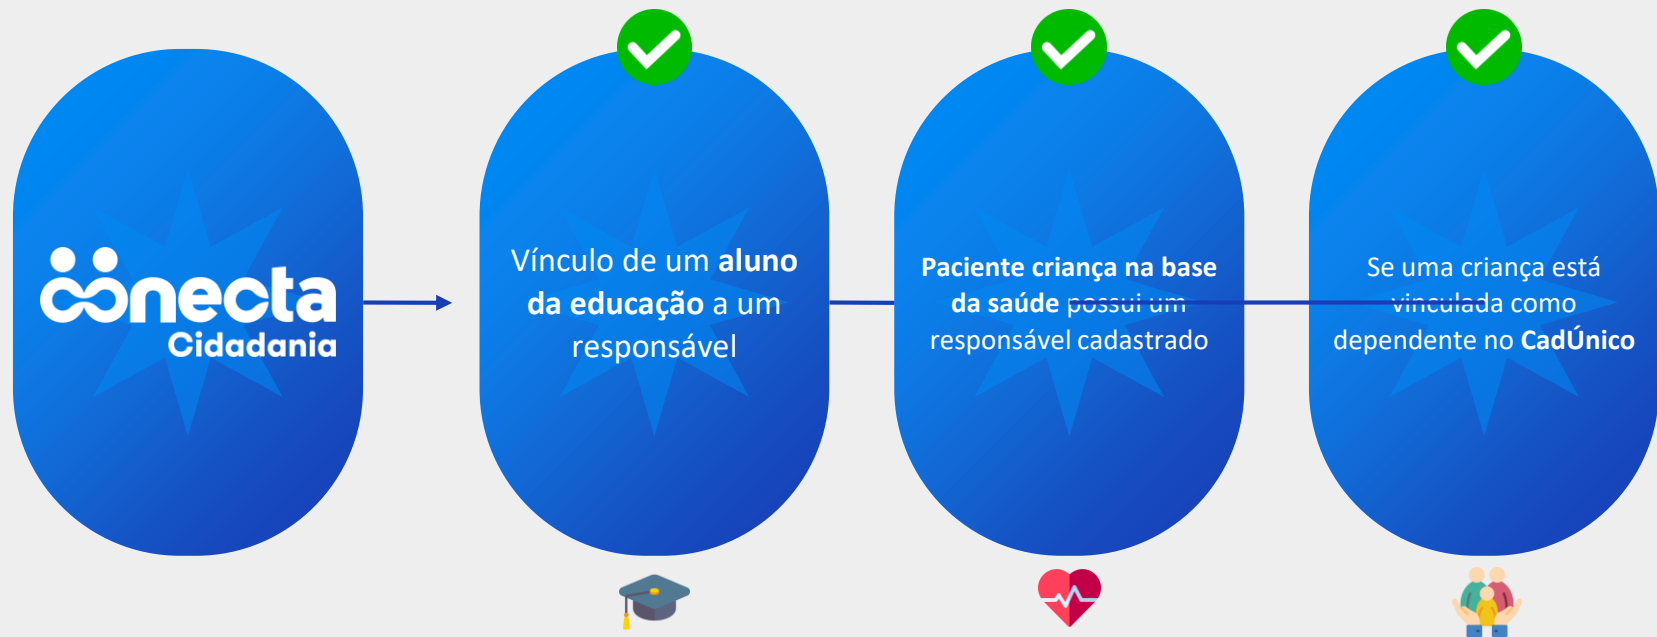 conecta
Cidadania
Vínculo de um aluno
da educação a um
responsável
Paciente criança na base
da saúde possui um
responsável cadastrado
Se uma criança está
vinculada como
dependente no CadÚnico